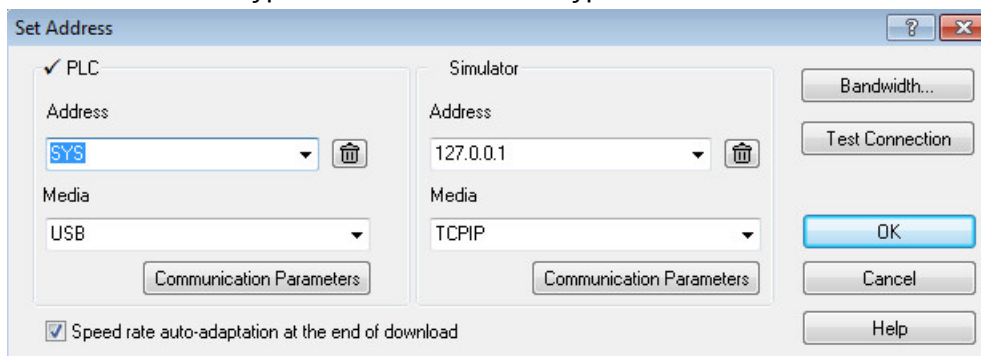 Set Address
✓ PLC
Address
SYS
Media
USB
Communication Parameters
Simulator
Address
127.0.0.1
Media
TCPIP
Communication Parameters
Speed rate auto-adaptation at the end of download
Bandwidth...
Test Connection
OK
Cancel
Help